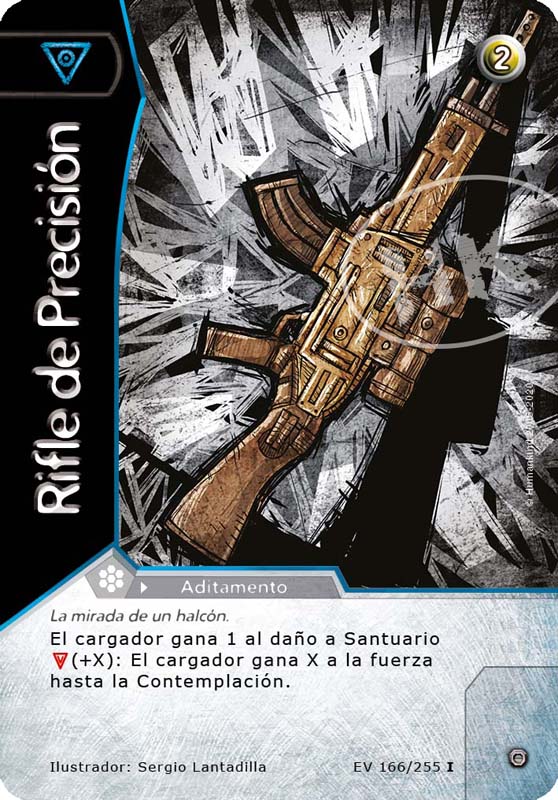 2
Rifle de Precisión
Aditamento
La mirada de un halcón.
El cargador gana 1 al daño a Santuario
(+X): El cargador gana X a la fuerza
hasta la Contemplación.
Ilustrador: Sergio Lantadilla
EV 166/255 I